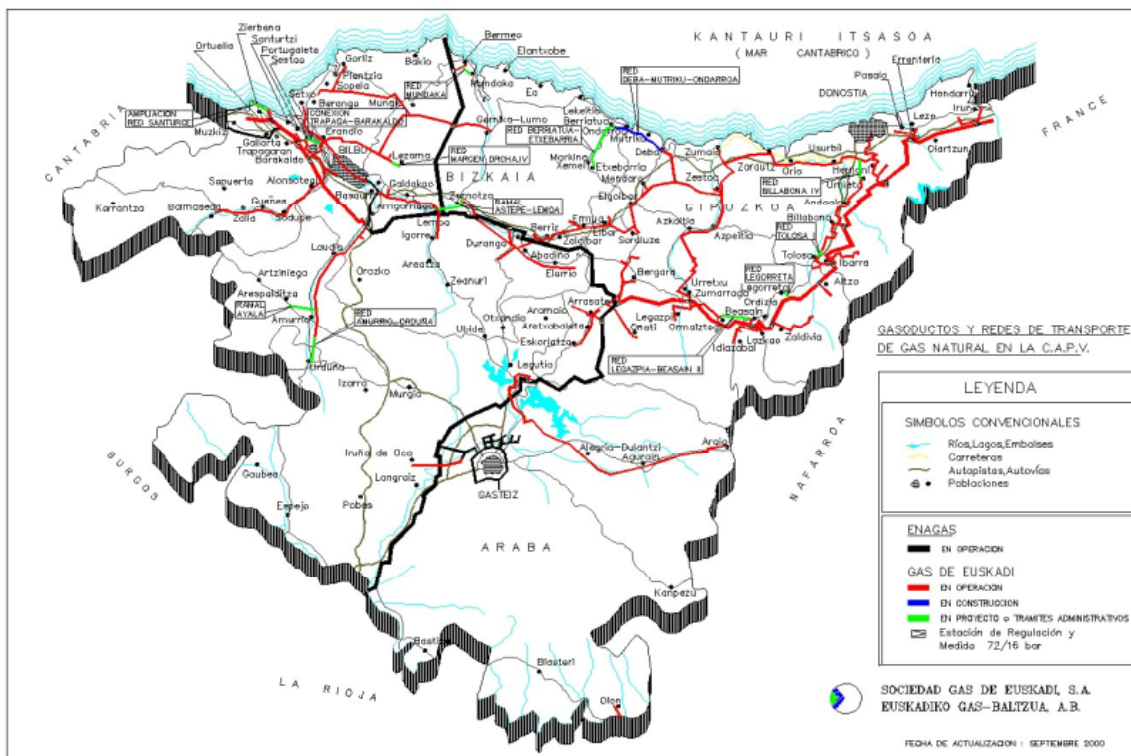 KANTAURI ITSASOA
( MAR CANTABRICO )
CANTABRIA
FRANCE
NAFARROA
BURGOS
LA RIOJA
BIZKAIA
GIPUZKOA
ARABA
Zierbena
Santurtzi
Portugalete
Sestao
Ortuella
Gorliz
Plentzia
Sopela
Getxo
Berango
Mungia
Bakio
Bermeo
Elantxobe
Mundaka
Ea
Gernika-Lumo
Lekeitio
Berriatua
Ondarroa
Mutriku
Deba
Zumaia
Zarautz
Orio
Usurbil
DONOSTIA
Pasaia
Errenteria
Lezo
Hondarribia
Irun
Oiartzun
Hernani
Urnieta
Andoain
Billabona
Tolosa
Ibarra
Altzo
Legorreta
Ordizia
Zaldivia
Lazkao
Idiazabal
Beasain
Ormaiztegi
Zumarraga
Urretxu
Legazpi
Oñati
Bergara
Arrasate
Aramaio
Aretxabaleta
Eskoriatza
Azkoitia
Azpeitia
Zestoa
Mendaro
Elgoibar
Etxebarria
Markina
Xemein
Eibar
Ermua
Soraluze
Zaldibar
Berriz
Abadino
Elorrio
Durango
Zornotza
Lemoa
Igorre
Areatza
Zeanuri
Otxandio
Ubide
Legutio
Galdakao
Arrigorriaga
Basauri
BILBO
Erandio
Lezama
Muzkiz
Gallarta
Trapagaran
Barakaldo
Alonsotegi
Sopuerta
Karrantza
Balmaseda
Zalla
Gueñes
Sodupe
Laudio
Orozko
Artziniega
Arespalditza
Amurrio
Urduña
Izarra
Murgia
Iruña de Oca
Langraiz
GASTEIZ
Gaubea
Espejo
Pobes
Alegria-Dulantzi
Agurain
Araia
Kanpezu
Bastida
Blasteri
Oion
AMPLIACION
RED SANTURCE
CONEXION
TRAPAGA-BARAKALDO
RED
MUNDAKA
RED
DEBA-MUTRIKU-ONDARROA
RED BERRIATUA-
ETXEBARRIA
RAMAL
ASTEPE-LEMOA
RED
BILLABONA IV
RED
TOLOSA I
RED
LEGORRETA
RED
LEGAZPIA-BEASAIN II
RAMAL
AYALA
RED
AMURRIO-ORDUÑA
GASODUCTOS Y REDES DE TRANSPORTE
DE GAS NATURAL EN LA C.A.P.V.
LEYENDA
SIMBOLOS CONVENCIONALES
Ríos,Lagos,Embalses
Carreteras
Autopistas,Autovías
Poblaciones
ENAGAS
EN OPERACION
GAS DE EUSKADI
EN OPERACION
EN CONSTRUCCION
EN PROYECTO o TRAMITES ADMINISTRATIVOS
Estación de Regulación y
Medida 72/16 bar
SOCIEDAD GAS DE EUSKADI, S.A.
EUSKADIKO GAS-BALTZUA, A.B.
FECHA DE ACTUALIZACION : SEPTIEMBRE 2000